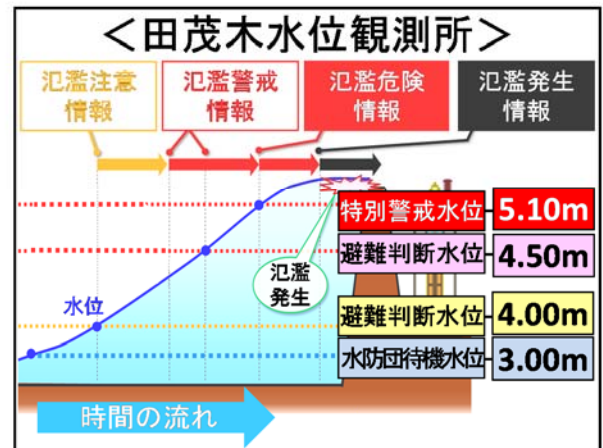 ＜田茂木水位観測所＞
氾濫注意
情報
氾濫警戒
情報
氾濫危険
情報
氾濫発生
情報
特別警戒水位 5.10m
避難判断水位 4.50m
氾濫
発生
水位
避難判断水位 4.00m
水防団待機水位 3.00m
時間の流れ